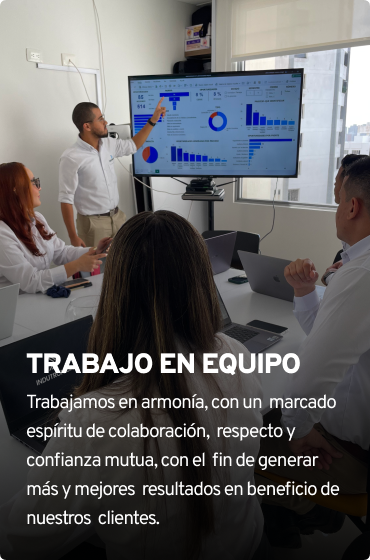 TRABAJO EN EQUIPO
Trabajamos en armonía, con un marcado
espíritu de colaboración, respecto y
confianza mutua, con el fin de generar
más y mejores resultados en beneficio de
nuestros clientes.